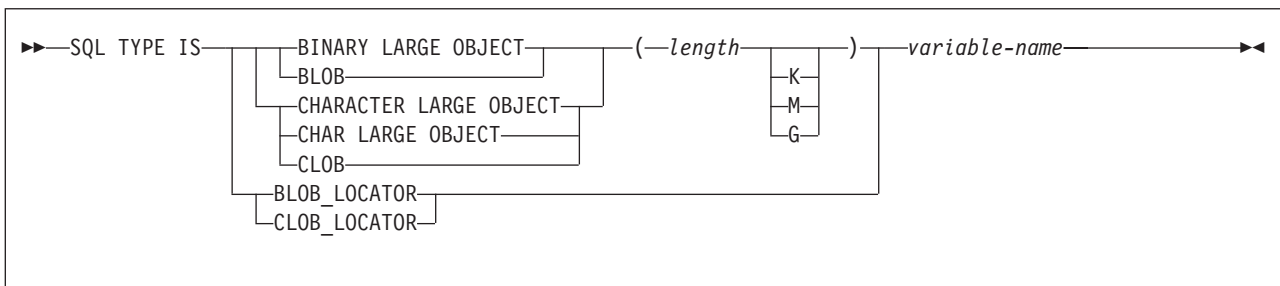 SQL TYPE IS BINARY LARGE OBJECT ( length ) variable-name
BLOB K
CHARACTER LARGE OBJECT M
CHAR LARGE OBJECT G
CLOB
BLOB_LOCATOR
CLOB_LOCATOR